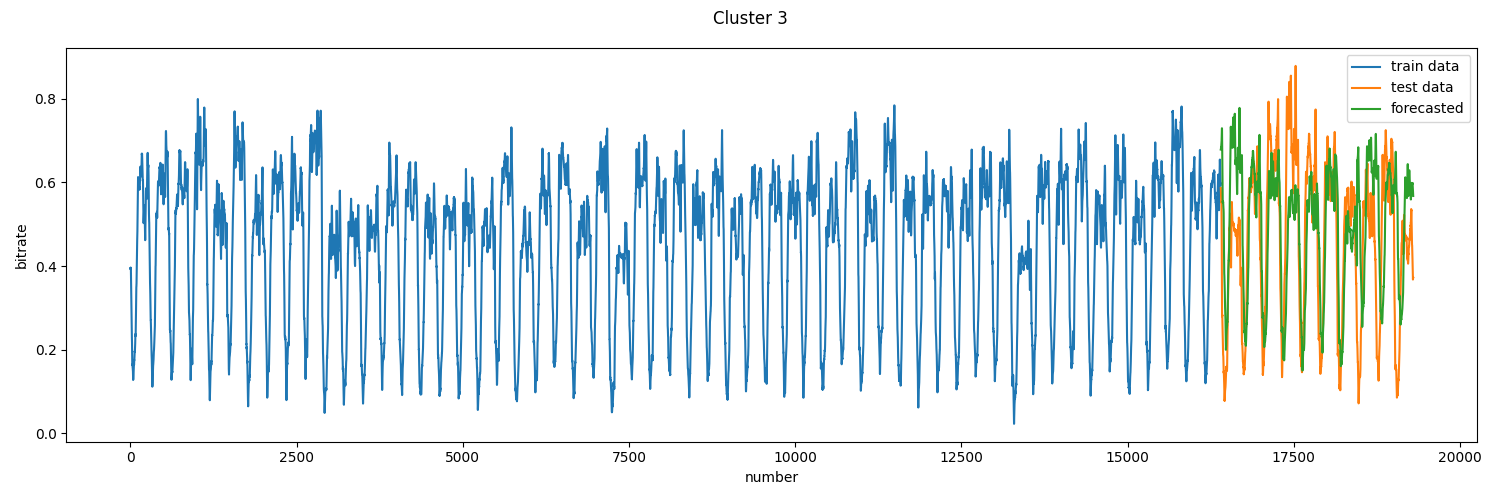 Cluster 3
train data
test data
forecasted
bitrate
0.8
0.6
0.4
0.2
0.0
0 2500 5000 7500 10000 12500 15000 17500 20000
number